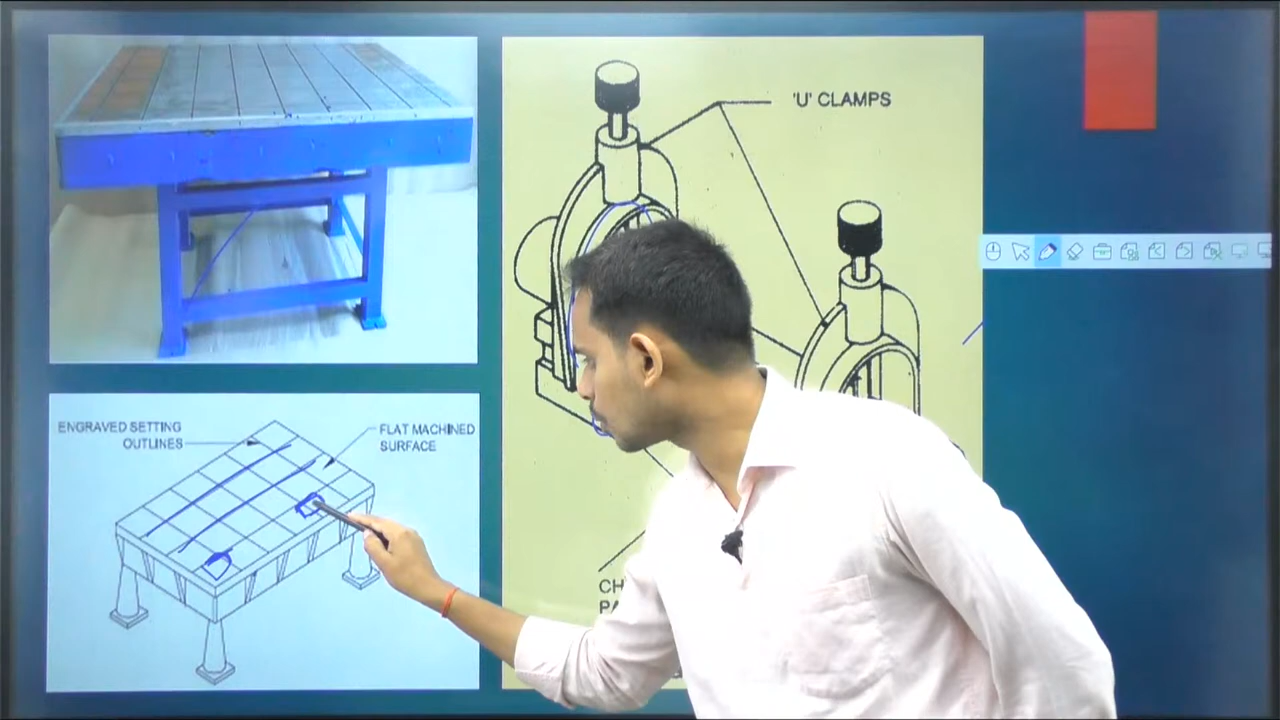 'U' CLAMPS
ENGRAVED SETTING
OUTLINES
FLAT MACHINED
SURFACE